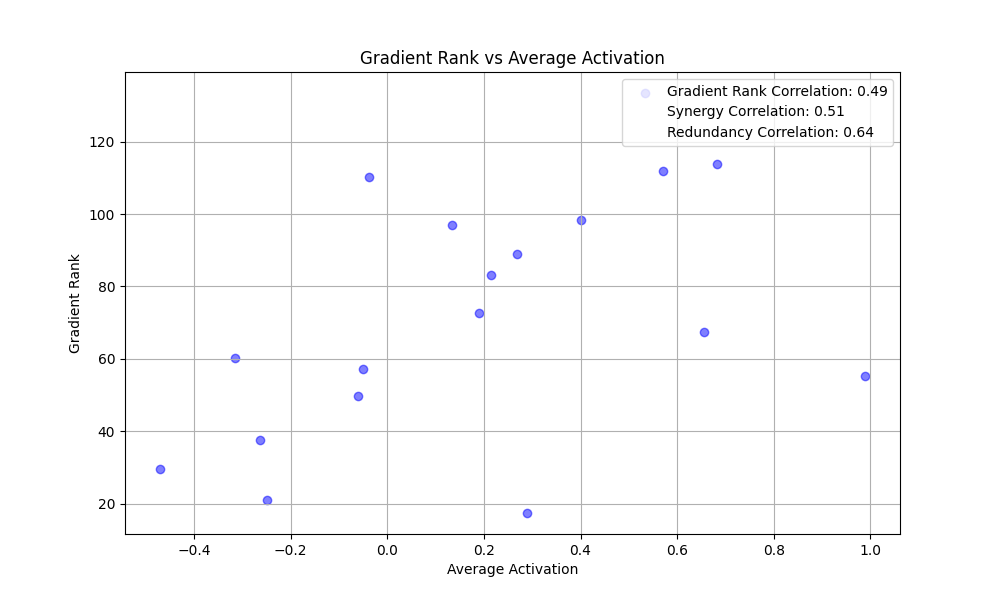 Gradient Rank vs Average Activation
Gradient Rank Correlation: 0.49
Synergy Correlation: 0.51
Redundancy Correlation: 0.64
120
100
80
60
40
20
Gradient Rank
−0.4 −0.2 0.0 0.2 0.4 0.6 0.8 1.0
Average Activation